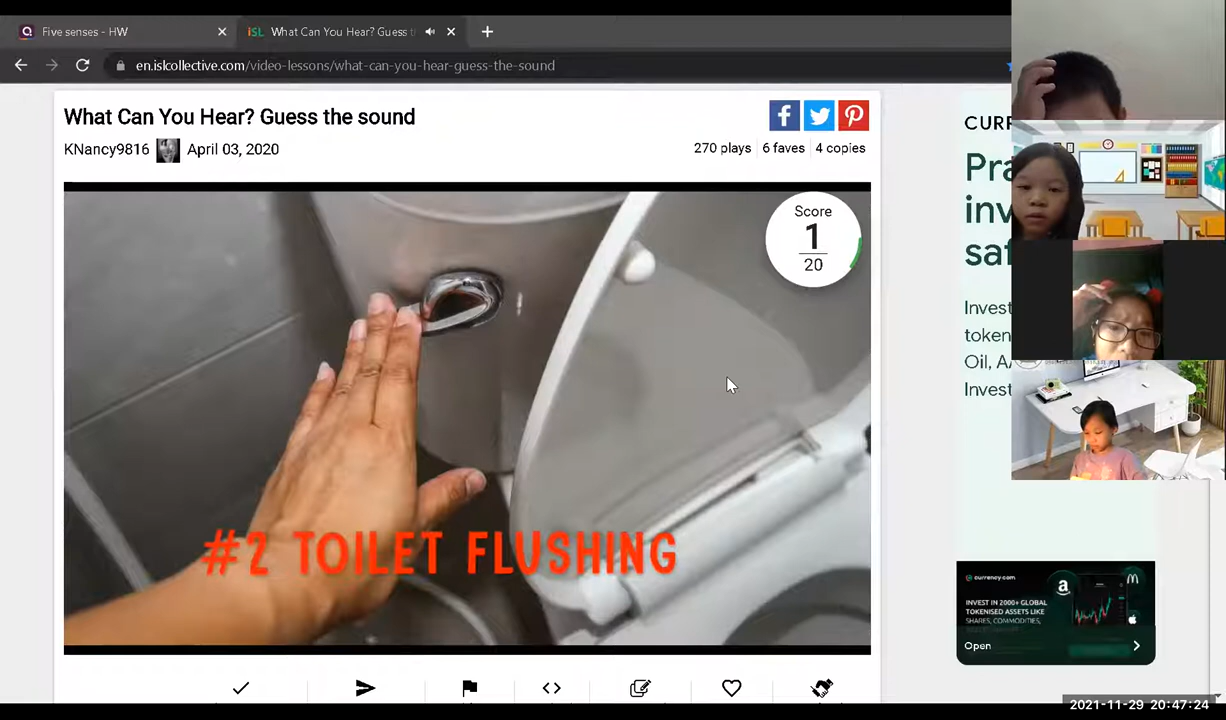 Five senses - HW
iSL What Can You Hear? Guess t
en.islcollective.com/video-lessons/what-can-you-hear-guess-the-sound
What Can You Hear? Guess the sound
KNancy9816 April 03, 2020
270 plays 6 faves 4 copies
Score
1
20
#2 TOILET FLUSHING
CURR
Pra
inv
saf
Invest
token
Oil, A
Invest
currency.com
INVEST IN 2000+ GLOBAL
TOKENISED ASSETS LIKE
SHARES, COMMODITIES,
Open
2021-11-29 20:47:24